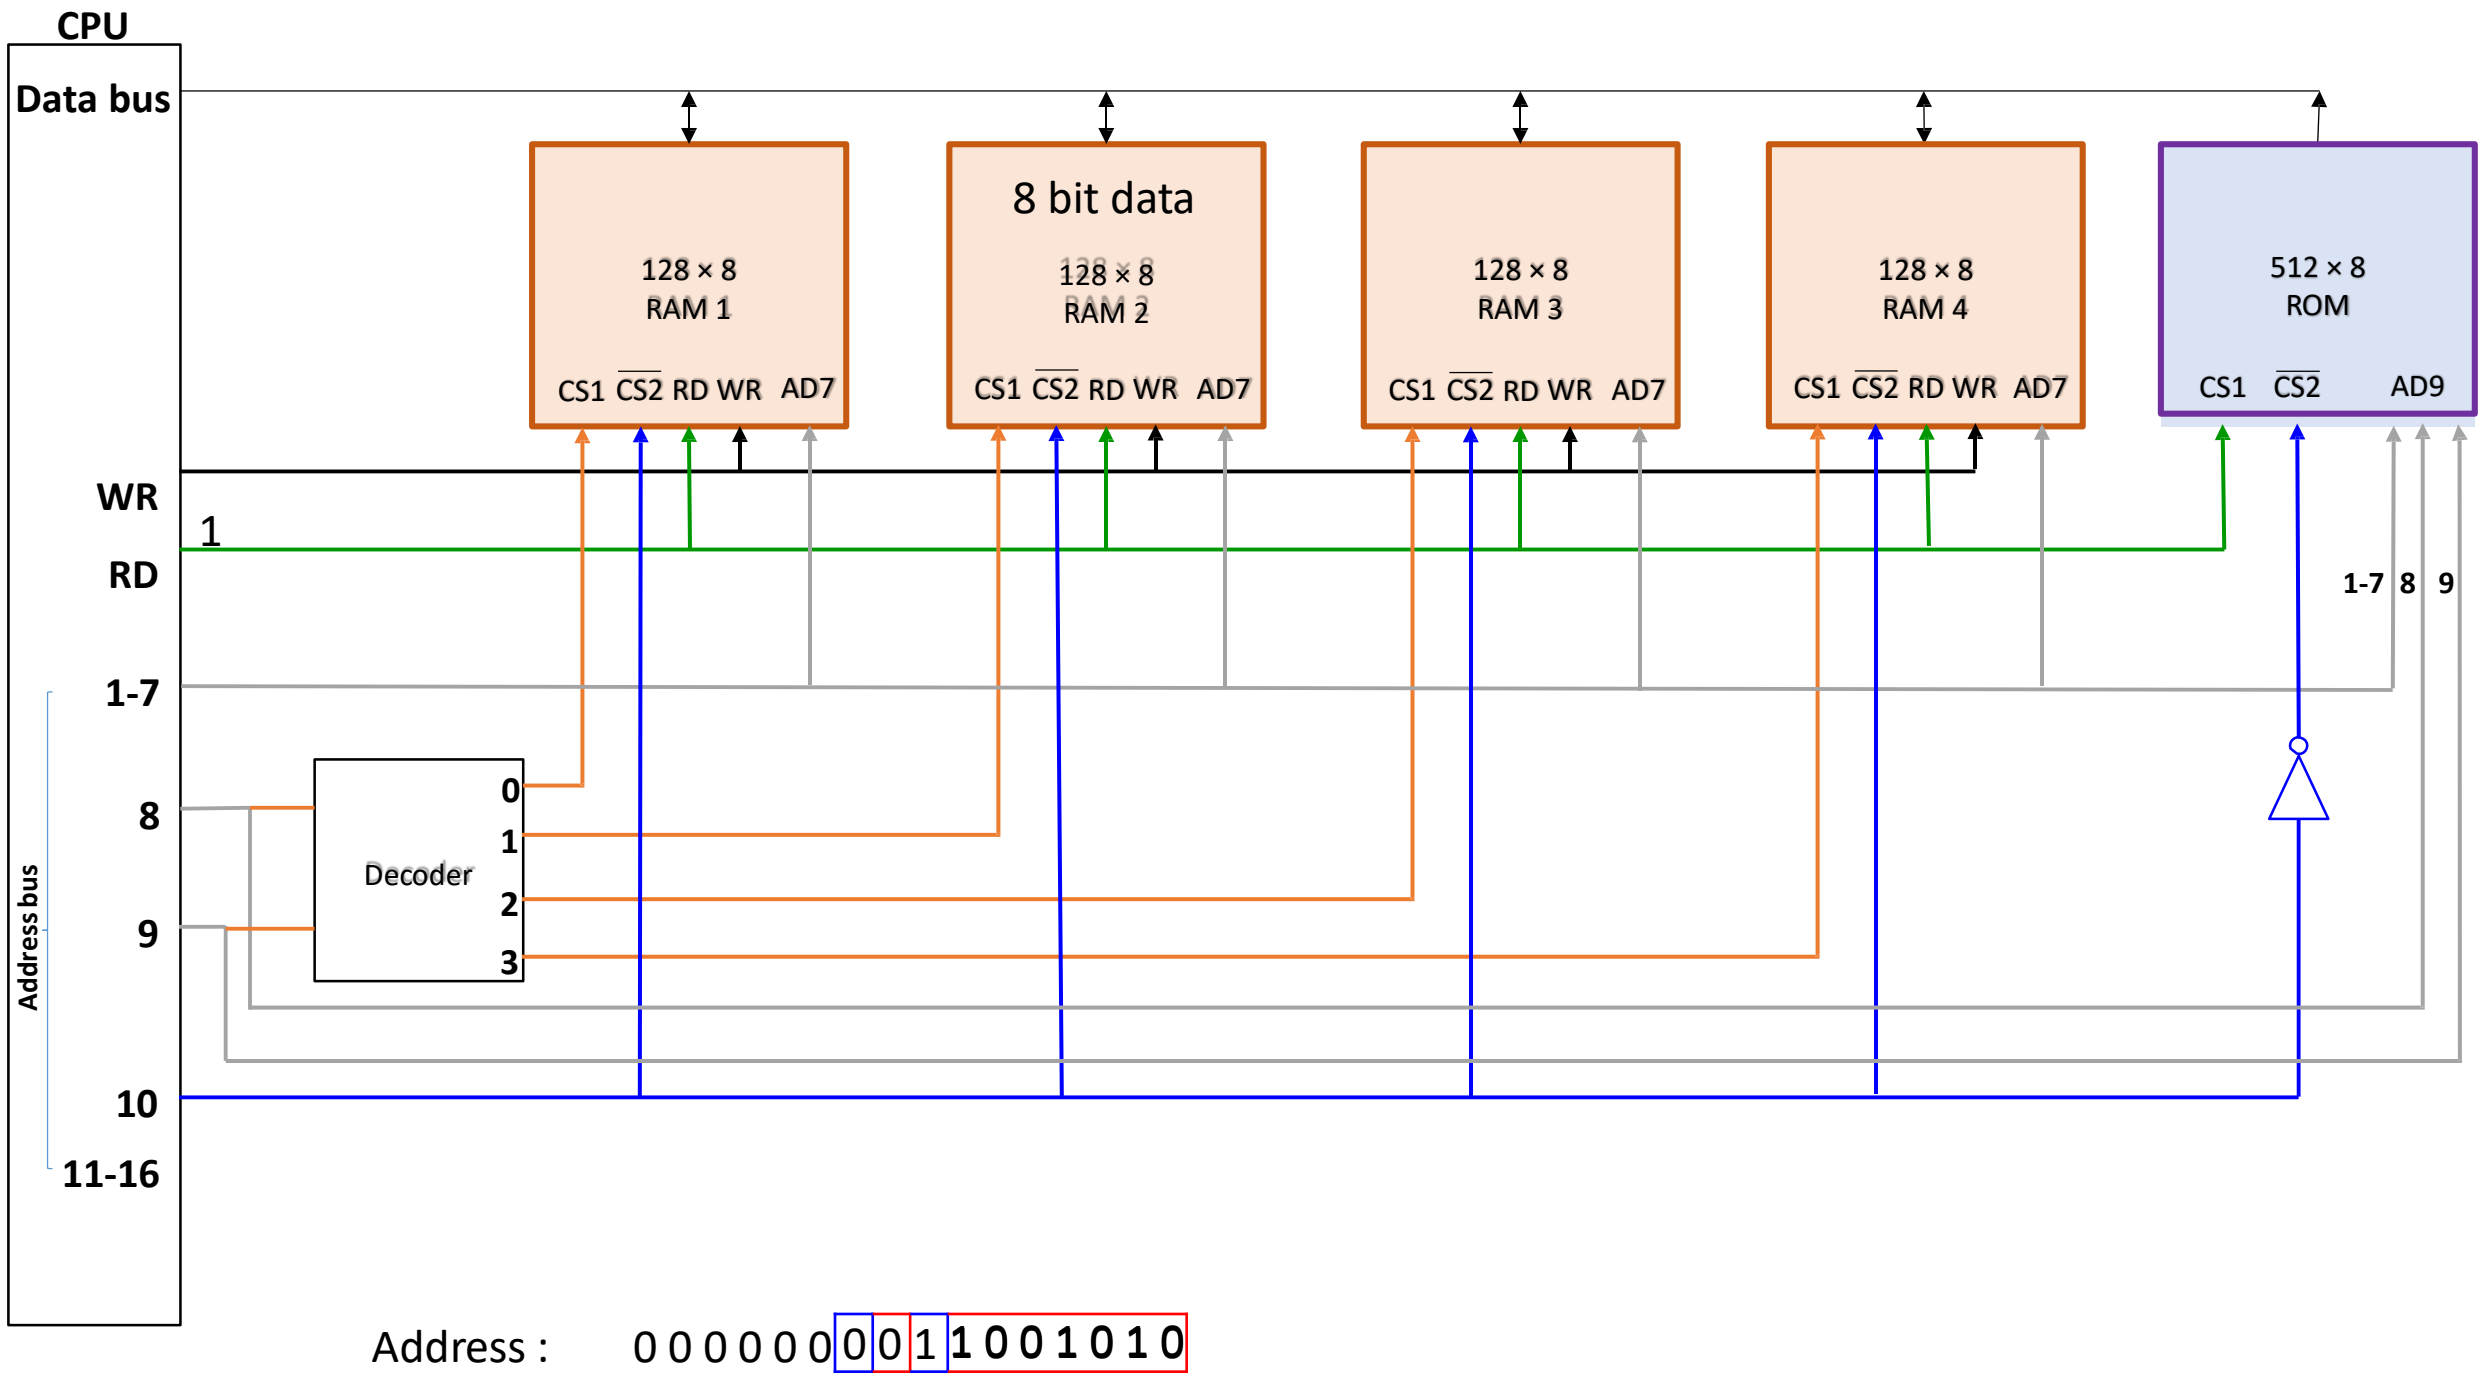 CPU
Data bus
8 bit data
128 × 8
RAM 1
128 × 8
RAM 2
128 × 8
RAM 3
128 × 8
RAM 4
512 × 8
ROM
CS1 CS2 RD WR AD7
CS1 CS2 RD WR AD7
CS1 CS2 RD WR AD7
CS1 CS2 RD WR AD7
CS1 CS2 AD9
WR
1
RD
1-7 8 9
1-7
8
9
10
11-16
Address bus
Decoder
0
1
2
3
Address : 0 0 0 0 0 0 0 0 1 1 0 0 1 0 1 0